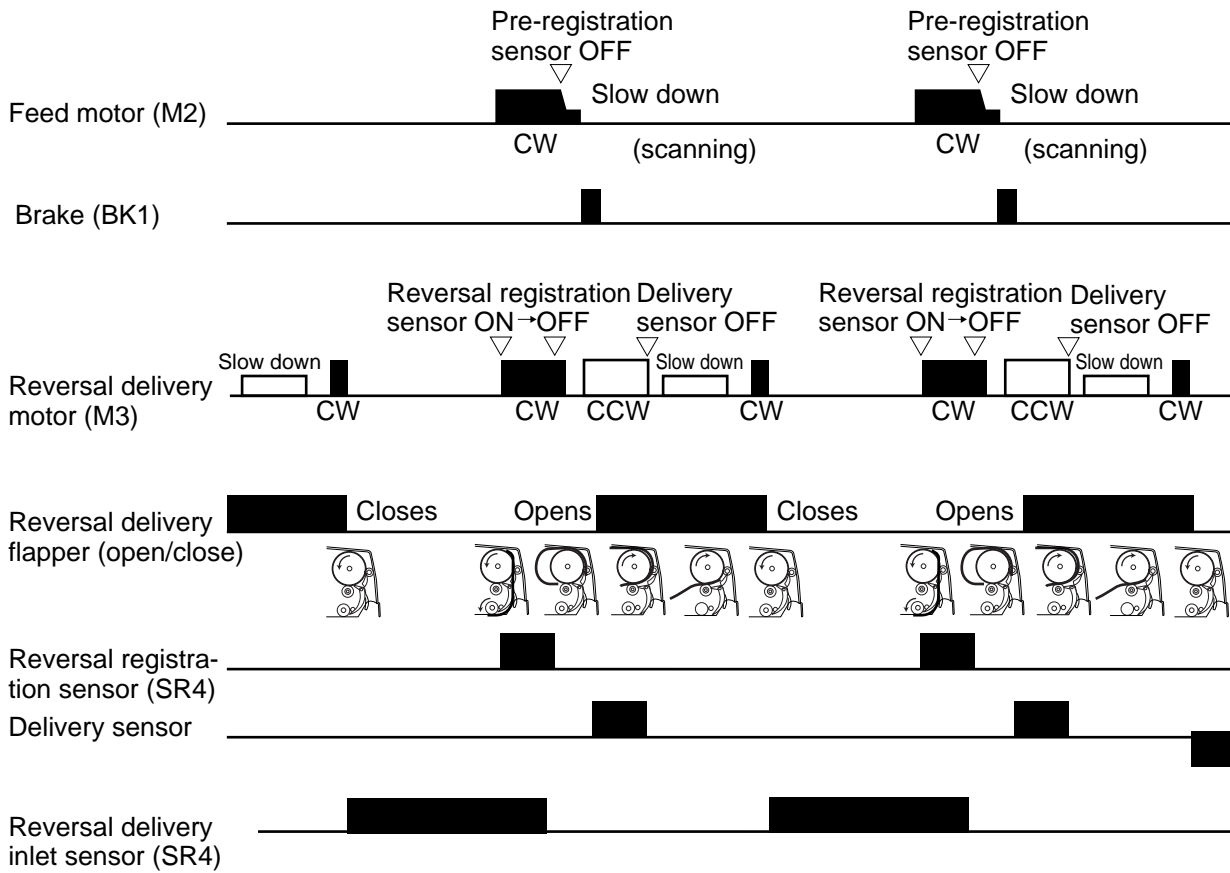 Pre-registration
sensor OFF
Pre-registration
sensor OFF
Feed motor (M2)
Slow down
Slow down
CW
(scanning)
CW
(scanning)
Brake (BK1)
Reversal registration
sensor ON→OFF
Delivery
sensor OFF
Reversal registration
sensor ON→OFF
Delivery
sensor OFF
Reversal delivery
motor (M3)
Slow down
CW
CW
CCW
Slow down
CW
CW
CCW
Slow down
CW
Reversal delivery
flapper (open/close)
Closes
Opens
Closes
Opens
Reversal registra-
tion sensor (SR4)
Delivery sensor
Reversal delivery
inlet sensor (SR4)